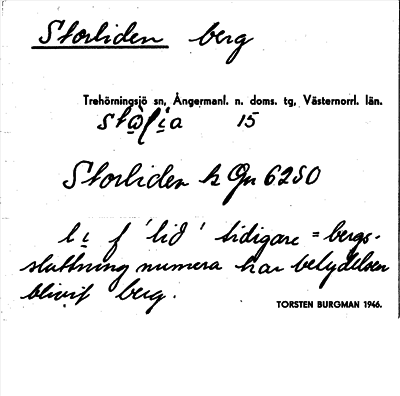 Storliden berg
Trehörningsjö sn, Ångermanl. n. doms. tg, Västernorrl. län.
15
Storliden k Gn 6250
f 'lid' tidigare = bergs-
sluttning numera har betydelsen
blivit berg.
TORSTEN BURGMAN 1946.